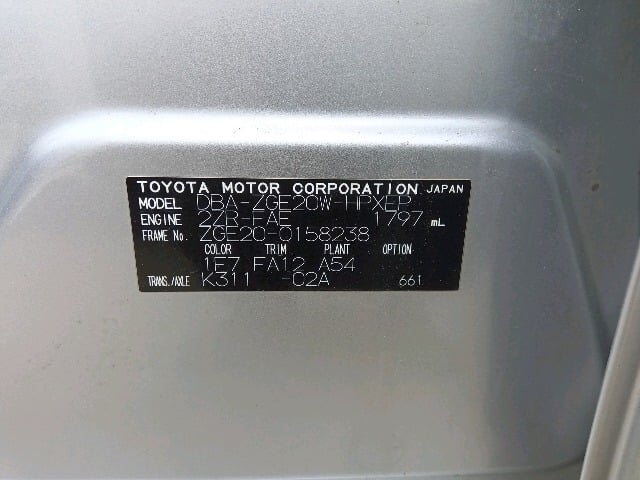 TOYOTA MOTOR CORPORATION JAPAN
MODEL DBA-ZGE20W-HPXEP
ENGINE 2ZR-FAE 1797 mL
FRAME No. ZGE20-0158238
COLOR TRIM PLANT OPTION
1E7 FA12 A54
TRANS./AXLE K311 -02A 661